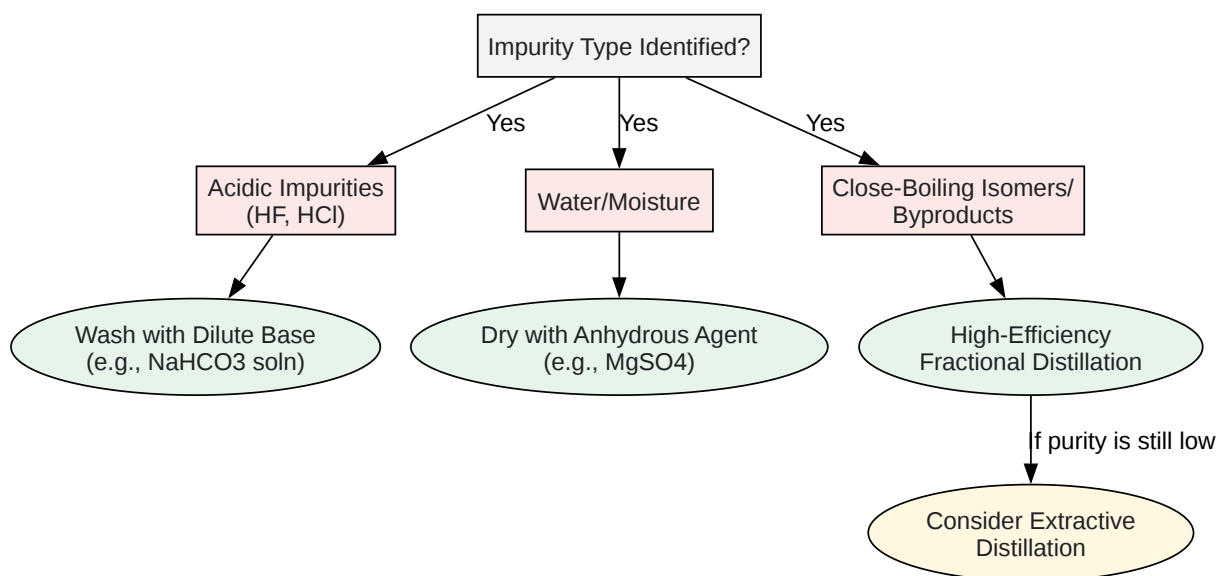 Impurity Type Identified?
Yes
Yes
Yes
Acidic Impurities
(HF, HCl)
Water/Moisture
Close-Boiling Isomers/
Byproducts
Wash with Dilute Base
(e.g., NaHCO3 soln)
Dry with Anhydrous Agent
(e.g., MgSO4)
High-Efficiency
Fractional Distillation
If purity is still low
Consider Extractive
Distillation